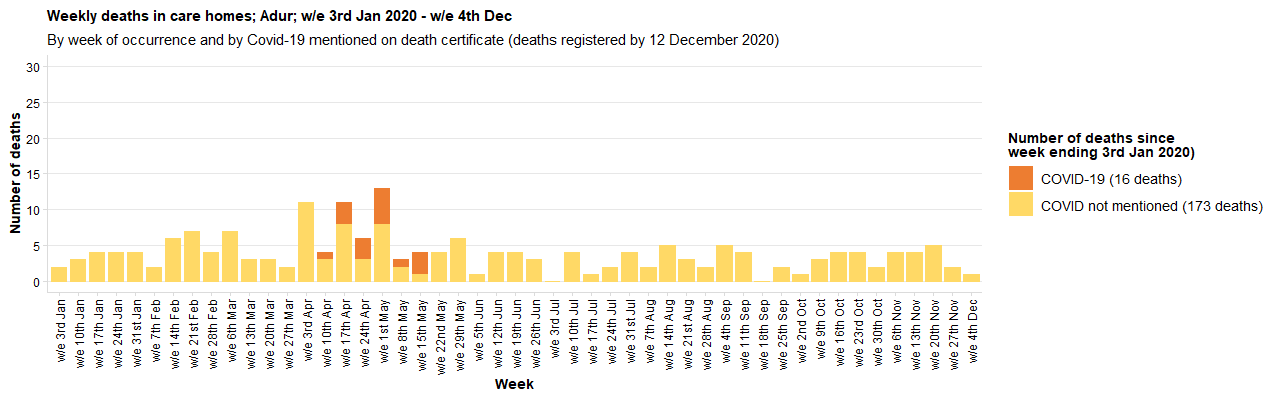 Weekly deaths in care homes; Adur; w/e 3rd Jan 2020 - w/e 4th Dec
By week of occurrence and by Covid-19 mentioned on death certificate (deaths registered by 12 December 2020)
Number of deaths
30
25
20
15
10
5
0
w/e 3rd Jan
w/e 10th Jan
w/e 17th Jan
w/e 24th Jan
w/e 31st Jan
w/e 7th Feb
w/e 14th Feb
w/e 21st Feb
w/e 28th Feb
w/e 6th Mar
w/e 13th Mar
w/e 20th Mar
w/e 27th Mar
w/e 3rd Apr
w/e 10th Apr
w/e 17th Apr
w/e 24th Apr
w/e 1st May
w/e 8th May
w/e 15th May
w/e 22nd May
w/e 29th May
w/e 5th Jun
w/e 12th Jun
w/e 19th Jun
w/e 26th Jun
w/e 3rd Jul
w/e 10th Jul
w/e 17th Jul
w/e 24th Jul
w/e 31st Jul
w/e 7th Aug
w/e 14th Aug
w/e 21st Aug
w/e 28th Aug
w/e 4th Sep
w/e 11th Sep
w/e 18th Sep
w/e 25th Sep
w/e 2nd Oct
w/e 9th Oct
w/e 16th Oct
w/e 23rd Oct
w/e 30th Oct
w/e 6th Nov
w/e 13th Nov
w/e 20th Nov
w/e 27th Nov
w/e 4th Dec
Week
Number of deaths since
week ending 3rd Jan 2020)
COVID-19 (16 deaths)
COVID not mentioned (173 deaths)